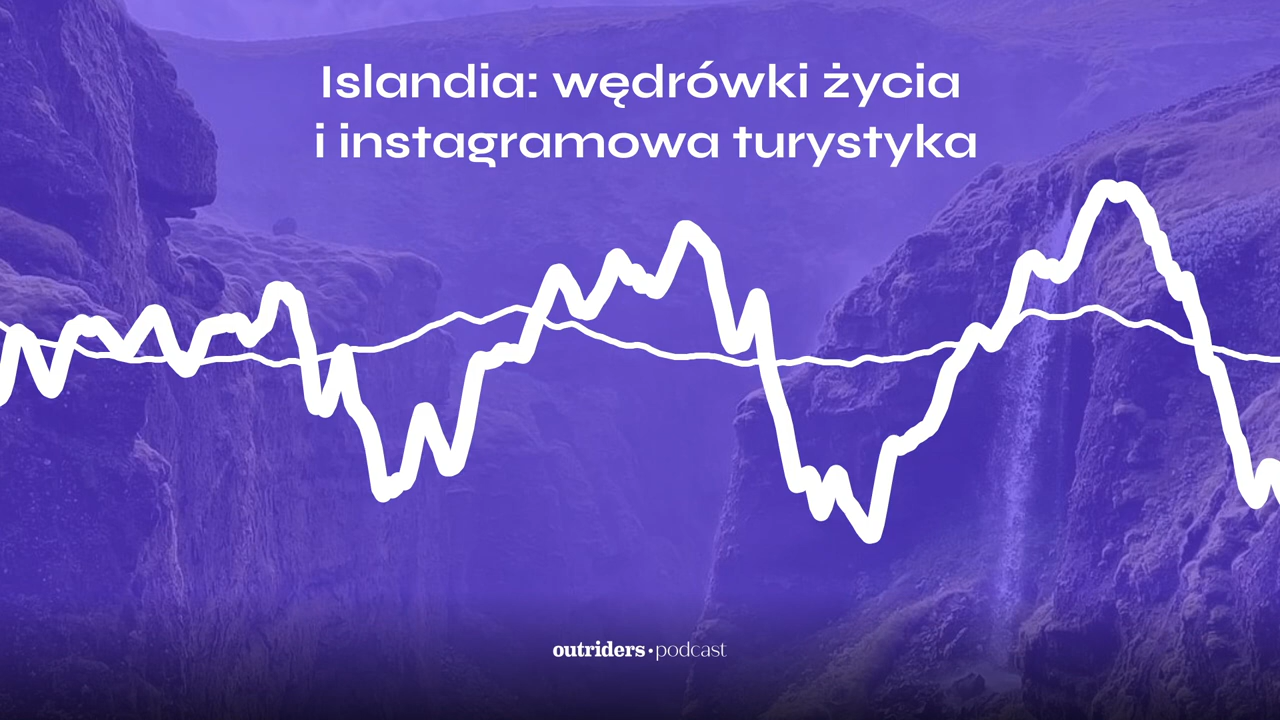 Islandia: wędrówki życia
i instagramowa turystyka
outriders • podcast